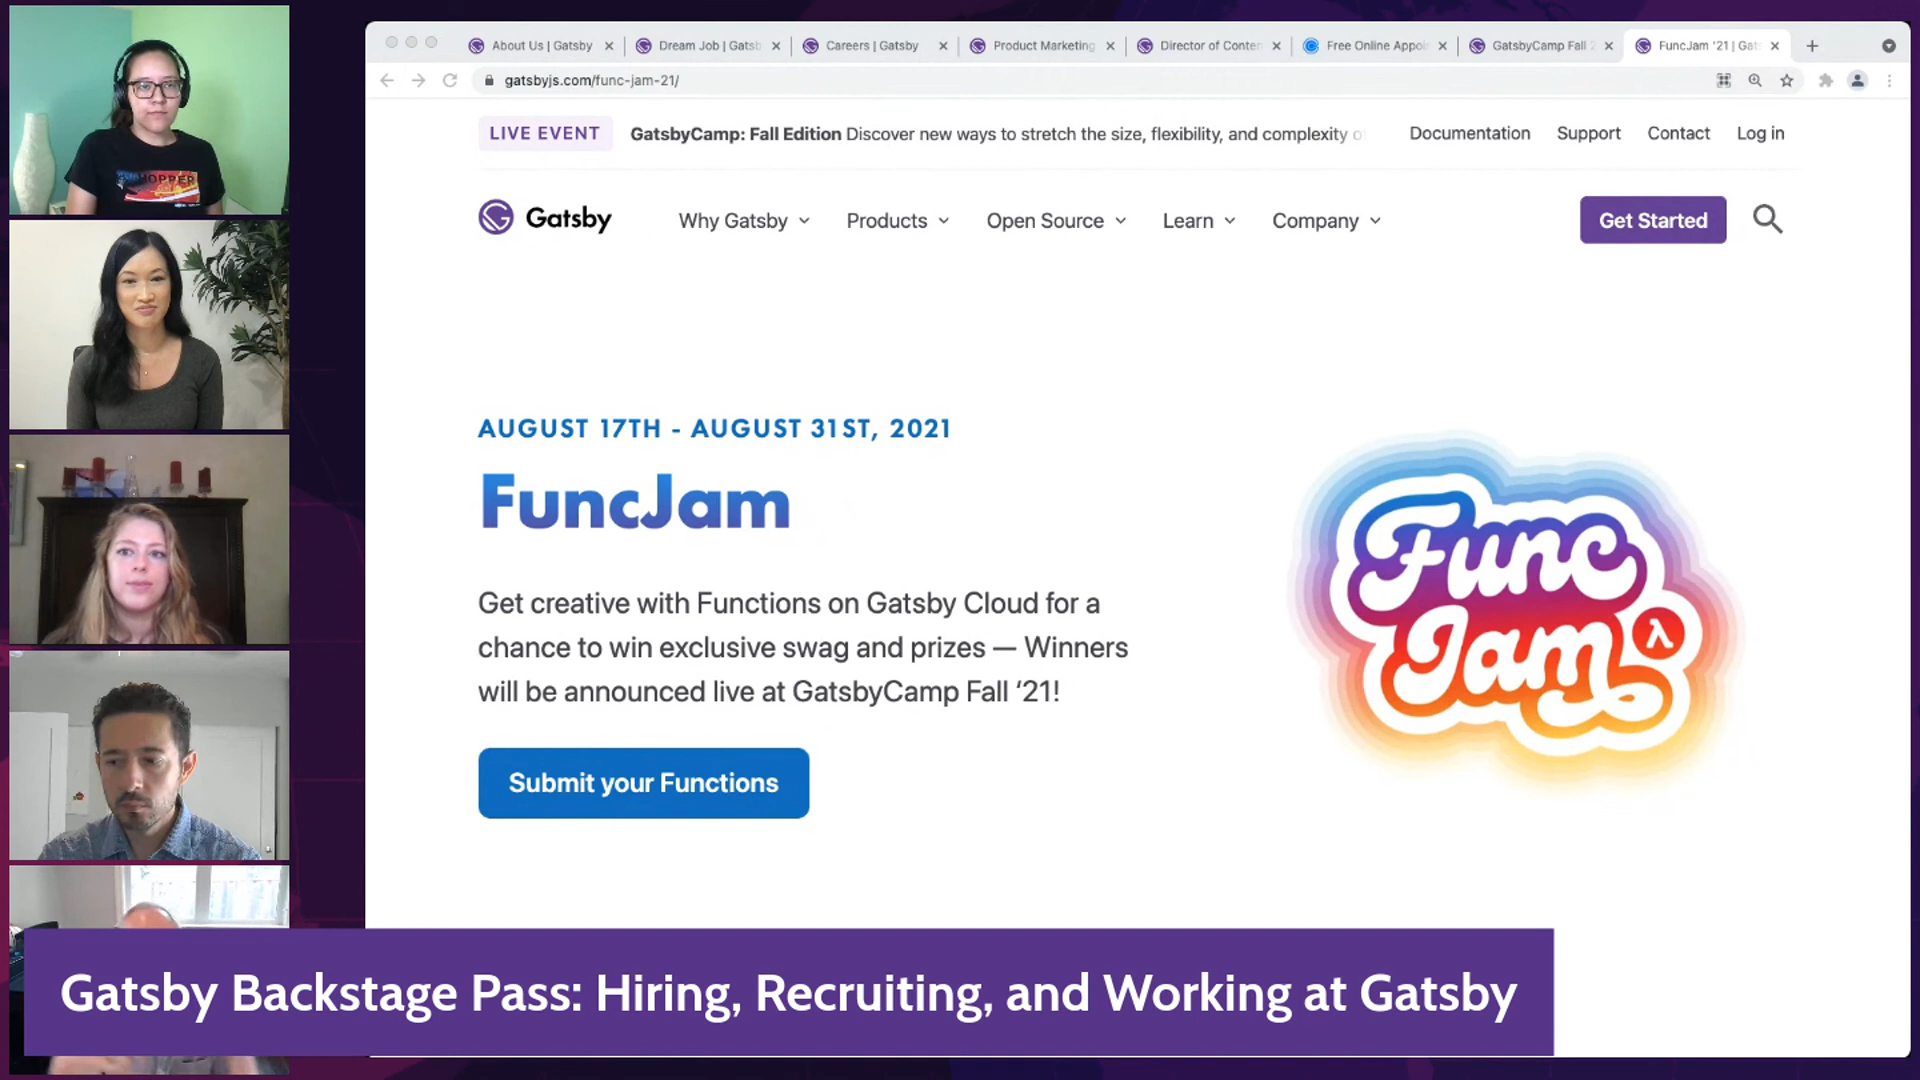 HOPPER
About Us | Gatsby
Dream Job | Gatsb
Careers | Gatsby
Product Marketing
Director of Conten
Free Online Appoi
GatsbyCamp Fall
FuncJam '21 | Gat
gatsbyjs.com/func-jam-21/
LIVE EVENT
GatsbyCamp: Fall Edition Discover new ways to stretch the size, flexibility, and complexity o
Documentation
Support
Contact
Log in
Gatsby
Why Gatsby
Products
Open Source
Learn
Company
Get Started
AUGUST 17TH - AUGUST 31ST, 2021
FuncJam
Get creative with Functions on Gatsby Cloud for a
chance to win exclusive swag and prizes — Winners
will be announced live at GatsbyCamp Fall ‘21!
Submit your Functions
Func
Jam λ
Gatsby Backstage Pass: Hiring, Recruiting, and Working at Gatsby